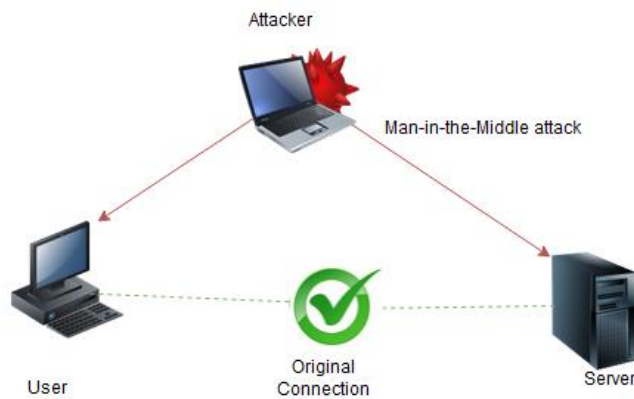 Attacker
Man-in-the-Middle attack
Original
Connection
User
Server